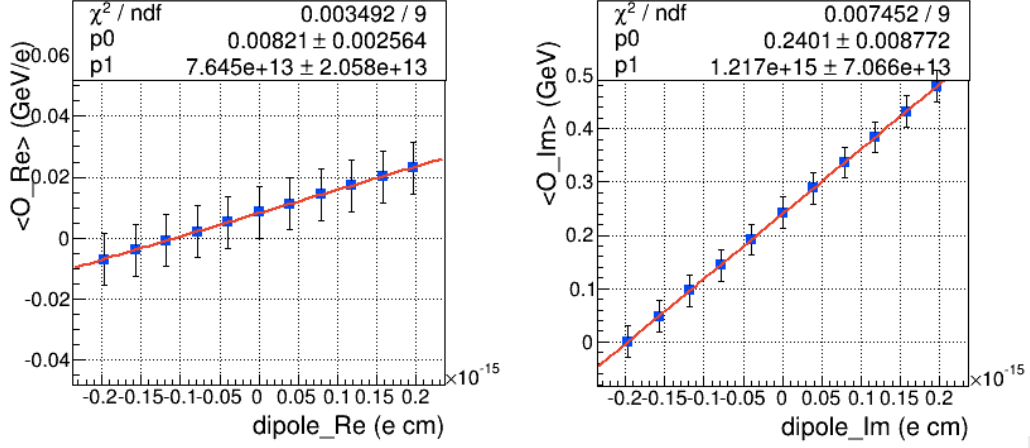 χ² / ndf 0.003492 / 9
p0 0.00821 ± 0.002564
p1 7.645e+13 ± 2.058e+13
<O_Re> (GeV/e)
0.06
0.04
0.02
0
-0.02
-0.04
-0.2 -0.15 -0.1 -0.05 0 0.05 0.1 0.15 0.2
×10⁻¹⁵
dipole_Re (e cm)
χ² / ndf 0.007452 / 9
p0 0.2401 ± 0.008772
p1 1.217e+15 ± 7.066e+13
<O_Im> (GeV)
0.5
0.4
0.3
0.2
0.1
0
-0.2 -0.15 -0.1 -0.05 0 0.05 0.1 0.15 0.2
×10⁻¹⁵
dipole_Im (e cm)